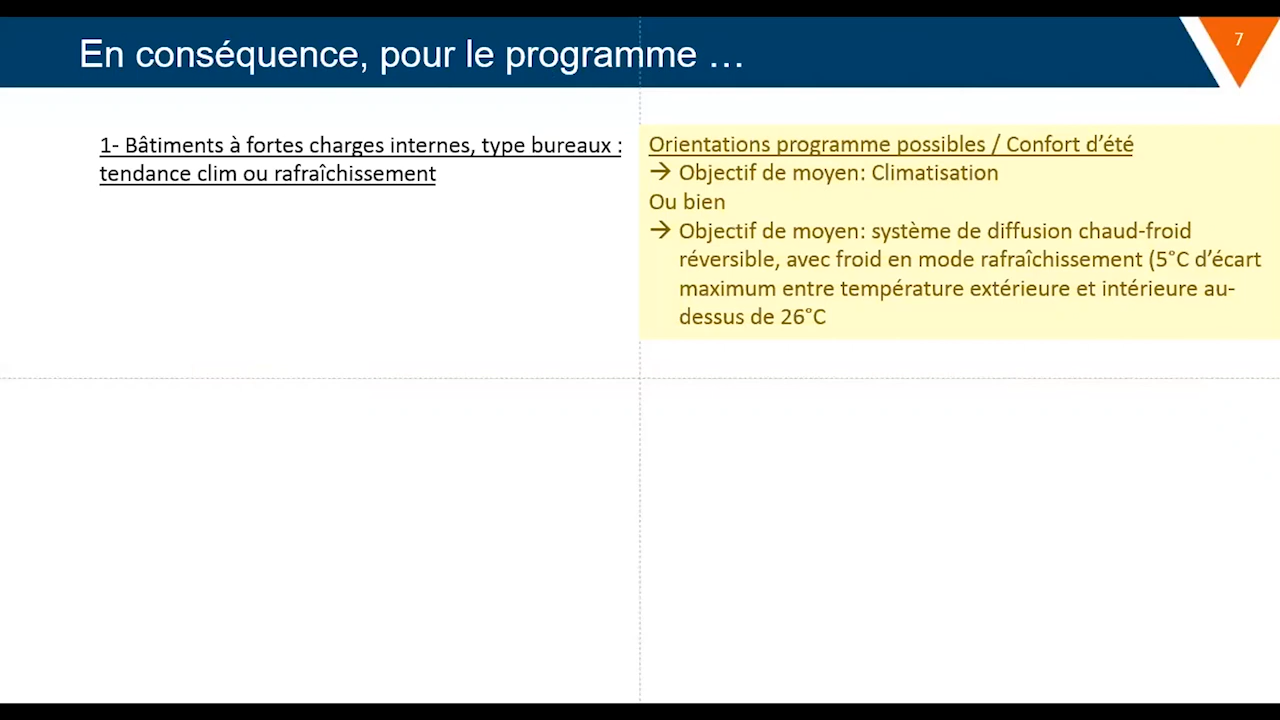 En conséquence, pour le programme …
7
1- Bâtiments à fortes charges internes, type bureaux :
tendance clim ou rafraîchissement
Orientations programme possibles / Confort d’été
→ Objectif de moyen: Climatisation
Ou bien
→ Objectif de moyen: système de diffusion chaud-froid
réversible, avec froid en mode rafraîchissement (5°C d’écart
maximum entre température extérieure et intérieure au-
dessus de 26°C